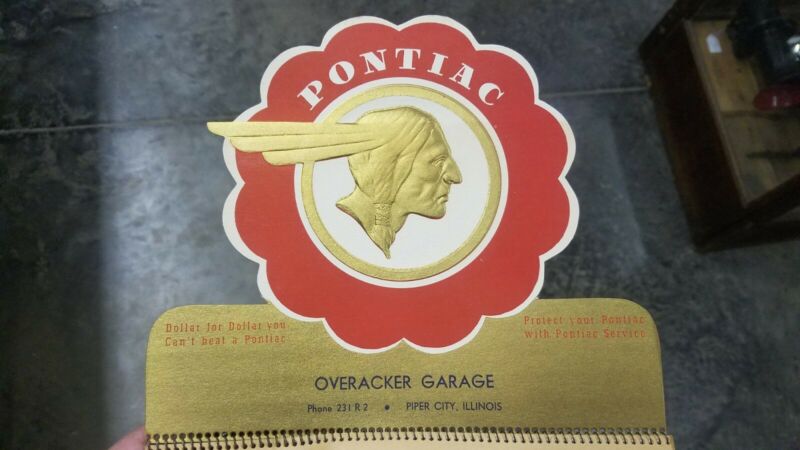 PONTIAC
Dollar for Dollar you
Can't beat a Pontiac
Protect your Pontiac
with Pontiac Service
OVERACKER GARAGE
Phone 231 R 2 • PIPER CITY, ILLINOIS